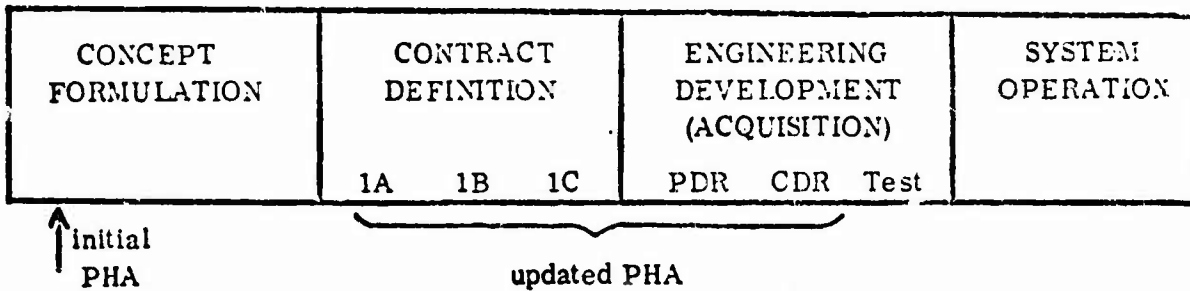 CONCEPT
FORMULATION
CONTRACT
DEFINITION
1A 1B 1C
ENGINEERING
DEVELOPMENT
(ACQUISITION)
PDR CDR Test
SYSTEM
OPERATION
initial
PHA
updated PHA